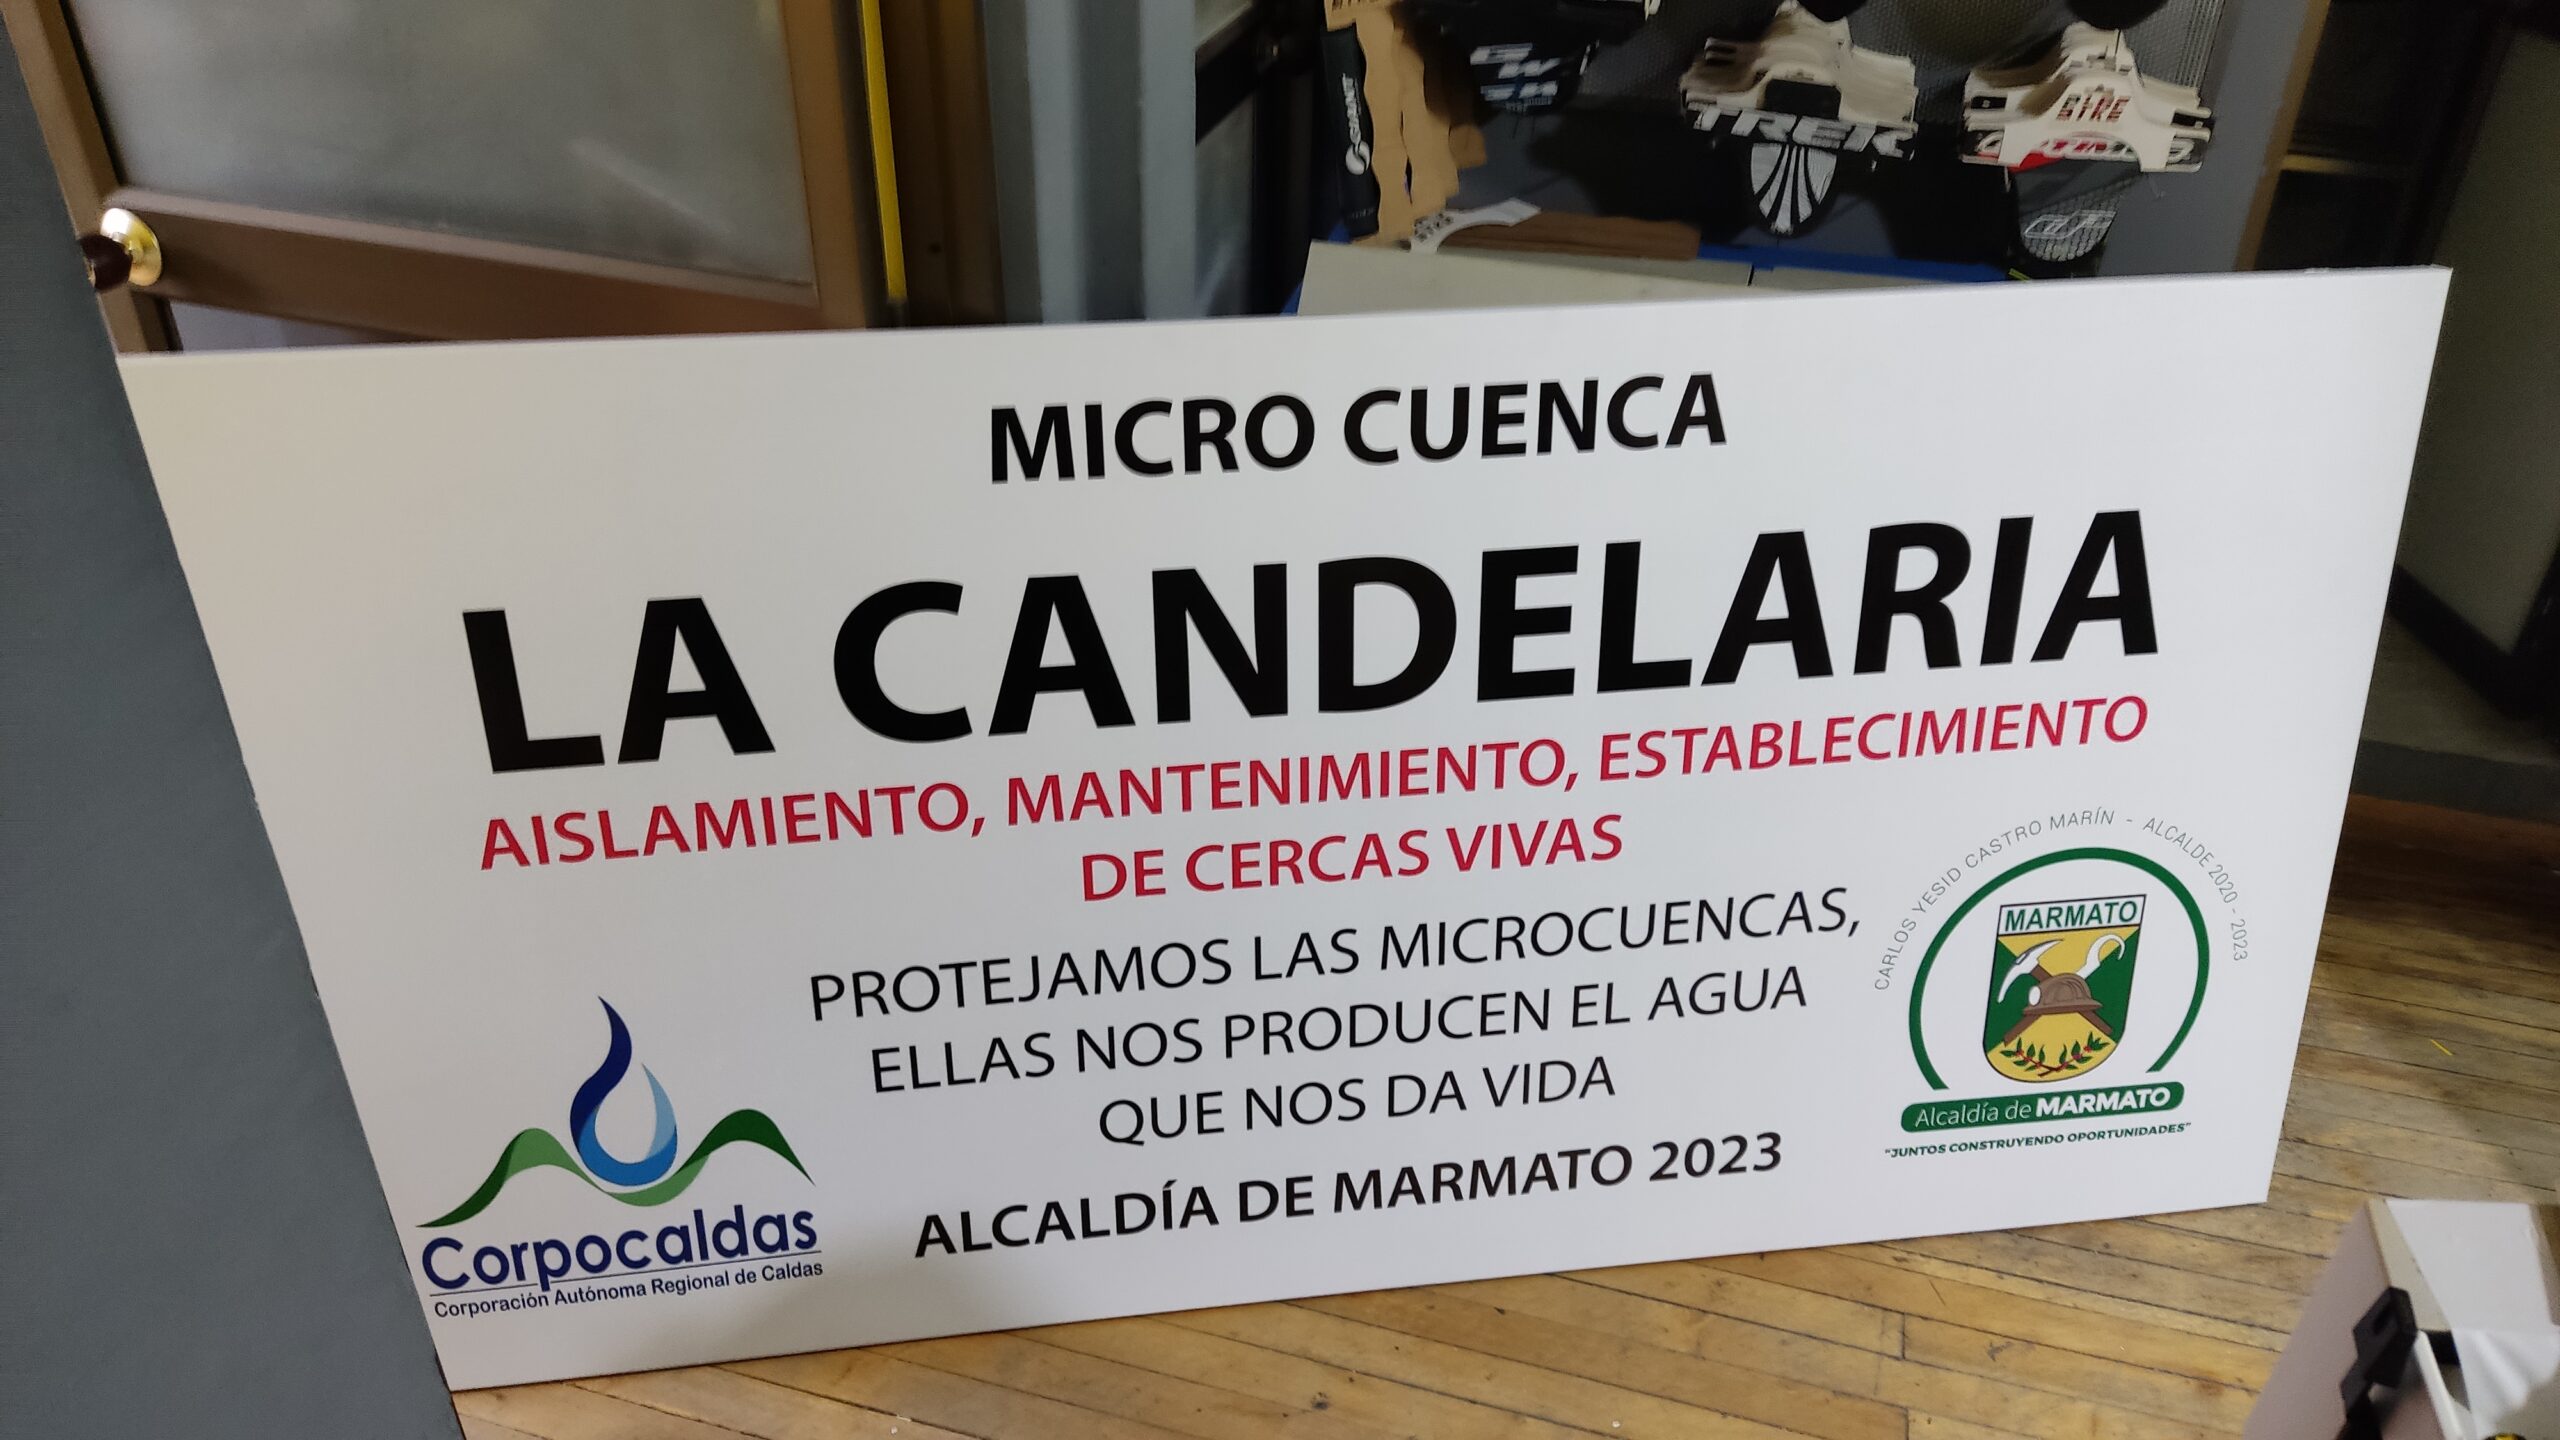 GIANT
GW
TREK
MICRO CUENCA
LA CANDELARIA
AISLAMIENTO, MANTENIMIENTO, ESTABLECIMIENTO
DE CERCAS VIVAS
PROTEJAMOS LAS MICROCUENCAS,
ELLAS NOS PRODUCEN EL AGUA
QUE NOS DA VIDA
ALCALDÍA DE MARMATO 2023
Corpocaldas
Corporación Autónoma Regional de Caldas
CARLOS YESID CASTRO MARÍN - ALCALDE 2020 - 2023
MARMATO
Alcaldía de MARMATO
"JUNTOS CONSTRUYENDO OPORTUNIDADES"